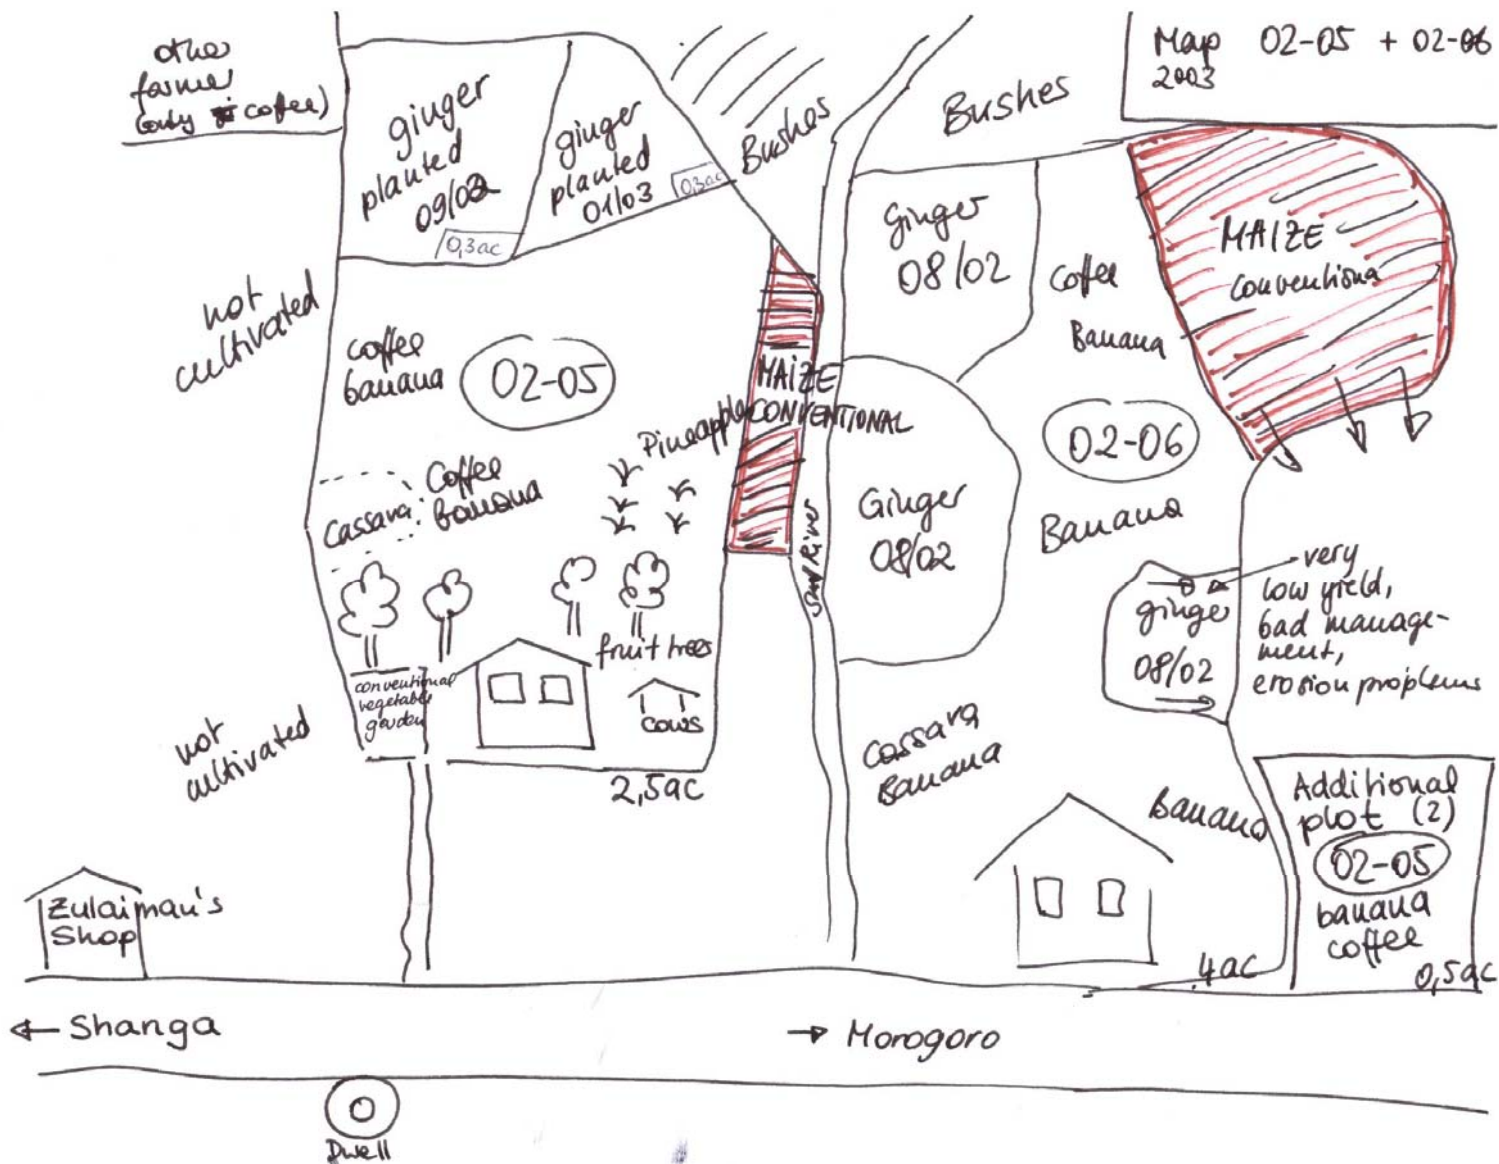 other
farmer
(only coffee)
ginger
planted
09/02
0,3ac
ginger
planted
01/03
0,3ac
Bushes
Bushes
Map 02-05 + 02-06
2003
not
cultivated
coffee
banana
02-05
Pineapple
MAIZE
CONVENTIONAL
Cassava
Coffee
banana
fruit trees
conventional
vegetable
garden
cows
2,5ac
not
cultivated
River
Ginger
08/02
Coffee
Banana
MAIZE
Conventiona
02-06
Ginger
08/02
Banana
ginger
08/02
very
low yield,
bad manage-
ment,
erosion proplems
Cassava
Banana
Banana
4ac
Additional
plot (2)
02-05
banana
coffee
0,5ac
Zulaiman's
Shop
← Shanga
→ Morogoro